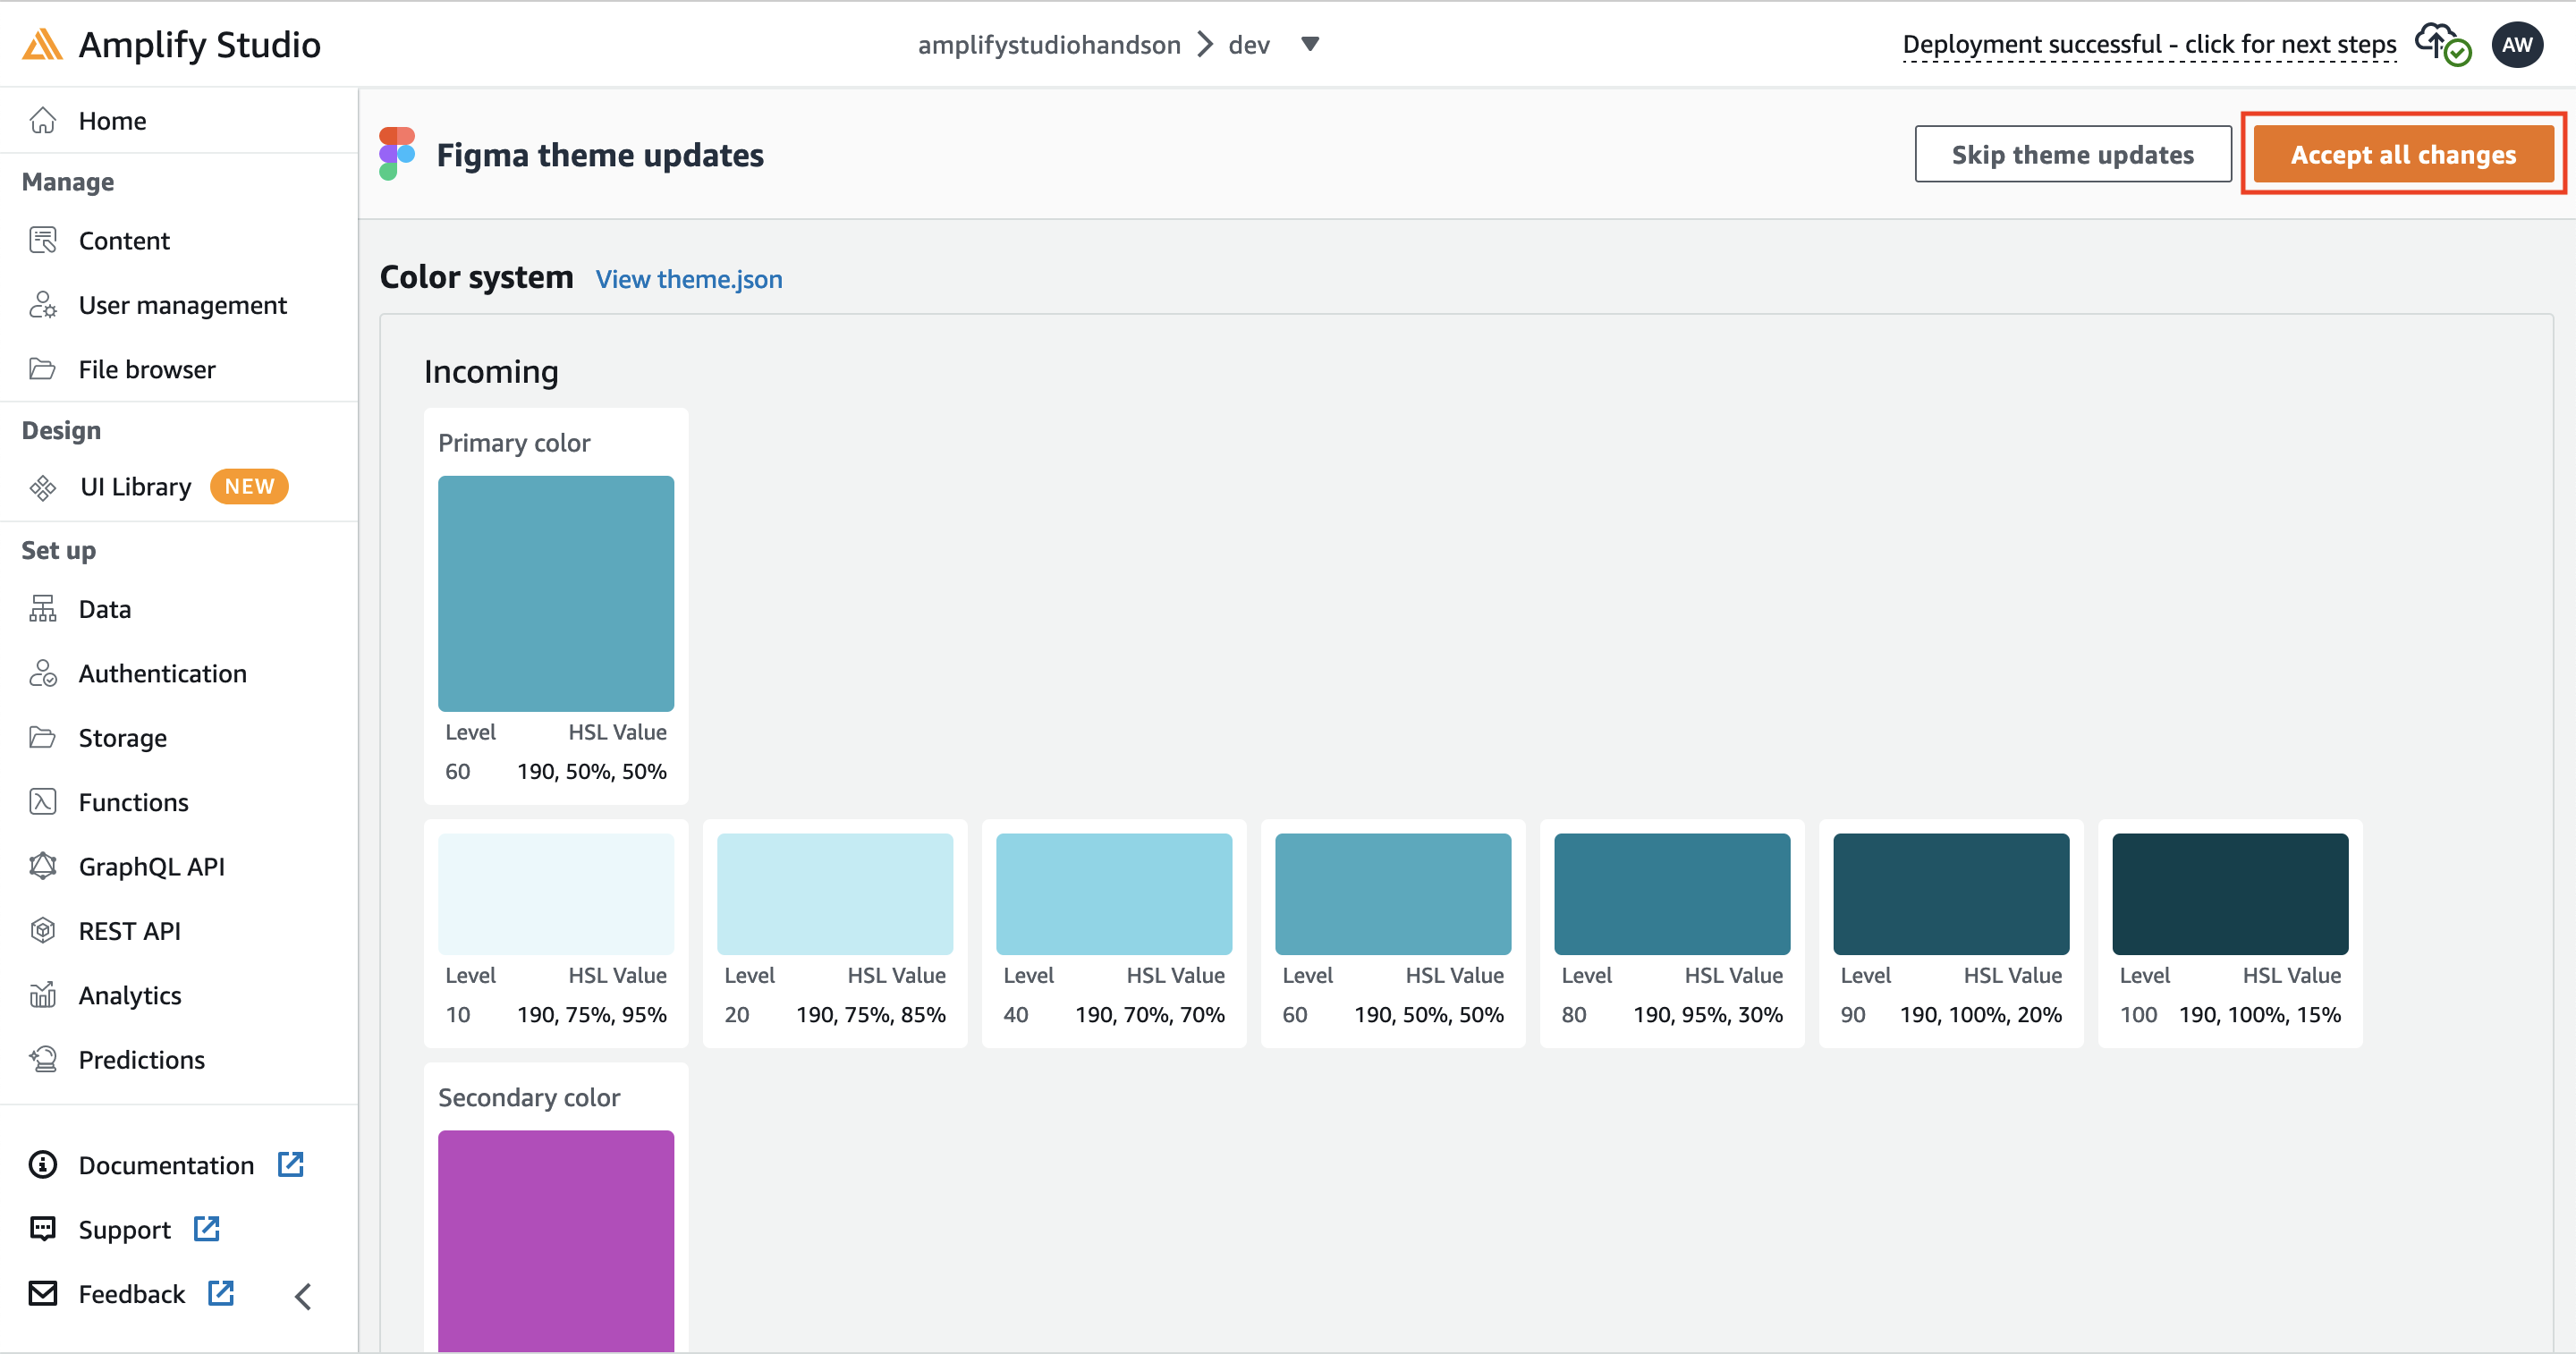 Amplify Studio
amplifystudiohandson > dev
Deployment successful - click for next steps
AW
Home
Manage
Content
User management
File browser
Design
UI Library NEW
Set up
Data
Authentication
Storage
Functions
GraphQL API
REST API
Analytics
Predictions
Documentation
Support
Feedback
Figma theme updates
Skip theme updates
Accept all changes
Color system View theme.json
Incoming
Primary color
Level HSL Value
60 190, 50%, 50%
Level HSL Value
10 190, 75%, 95%
Level HSL Value
20 190, 75%, 85%
Level HSL Value
40 190, 70%, 70%
Level HSL Value
60 190, 50%, 50%
Level HSL Value
80 190, 95%, 30%
Level HSL Value
90 190, 100%, 20%
Level HSL Value
100 190, 100%, 15%
Secondary color